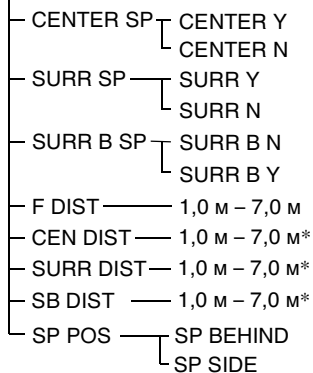 CENTER SP CENTER Y
CENTER N
SURR SP SURR Y
SURR N
SURR B SP SURR B N
SURR B Y
F DIST 1,0 м – 7,0 м
CEN DIST 1,0 м – 7,0 м*
SURR DIST 1,0 м – 7,0 м*
SB DIST 1,0 м – 7,0 м*
SP POS SP BEHIND
SP SIDE